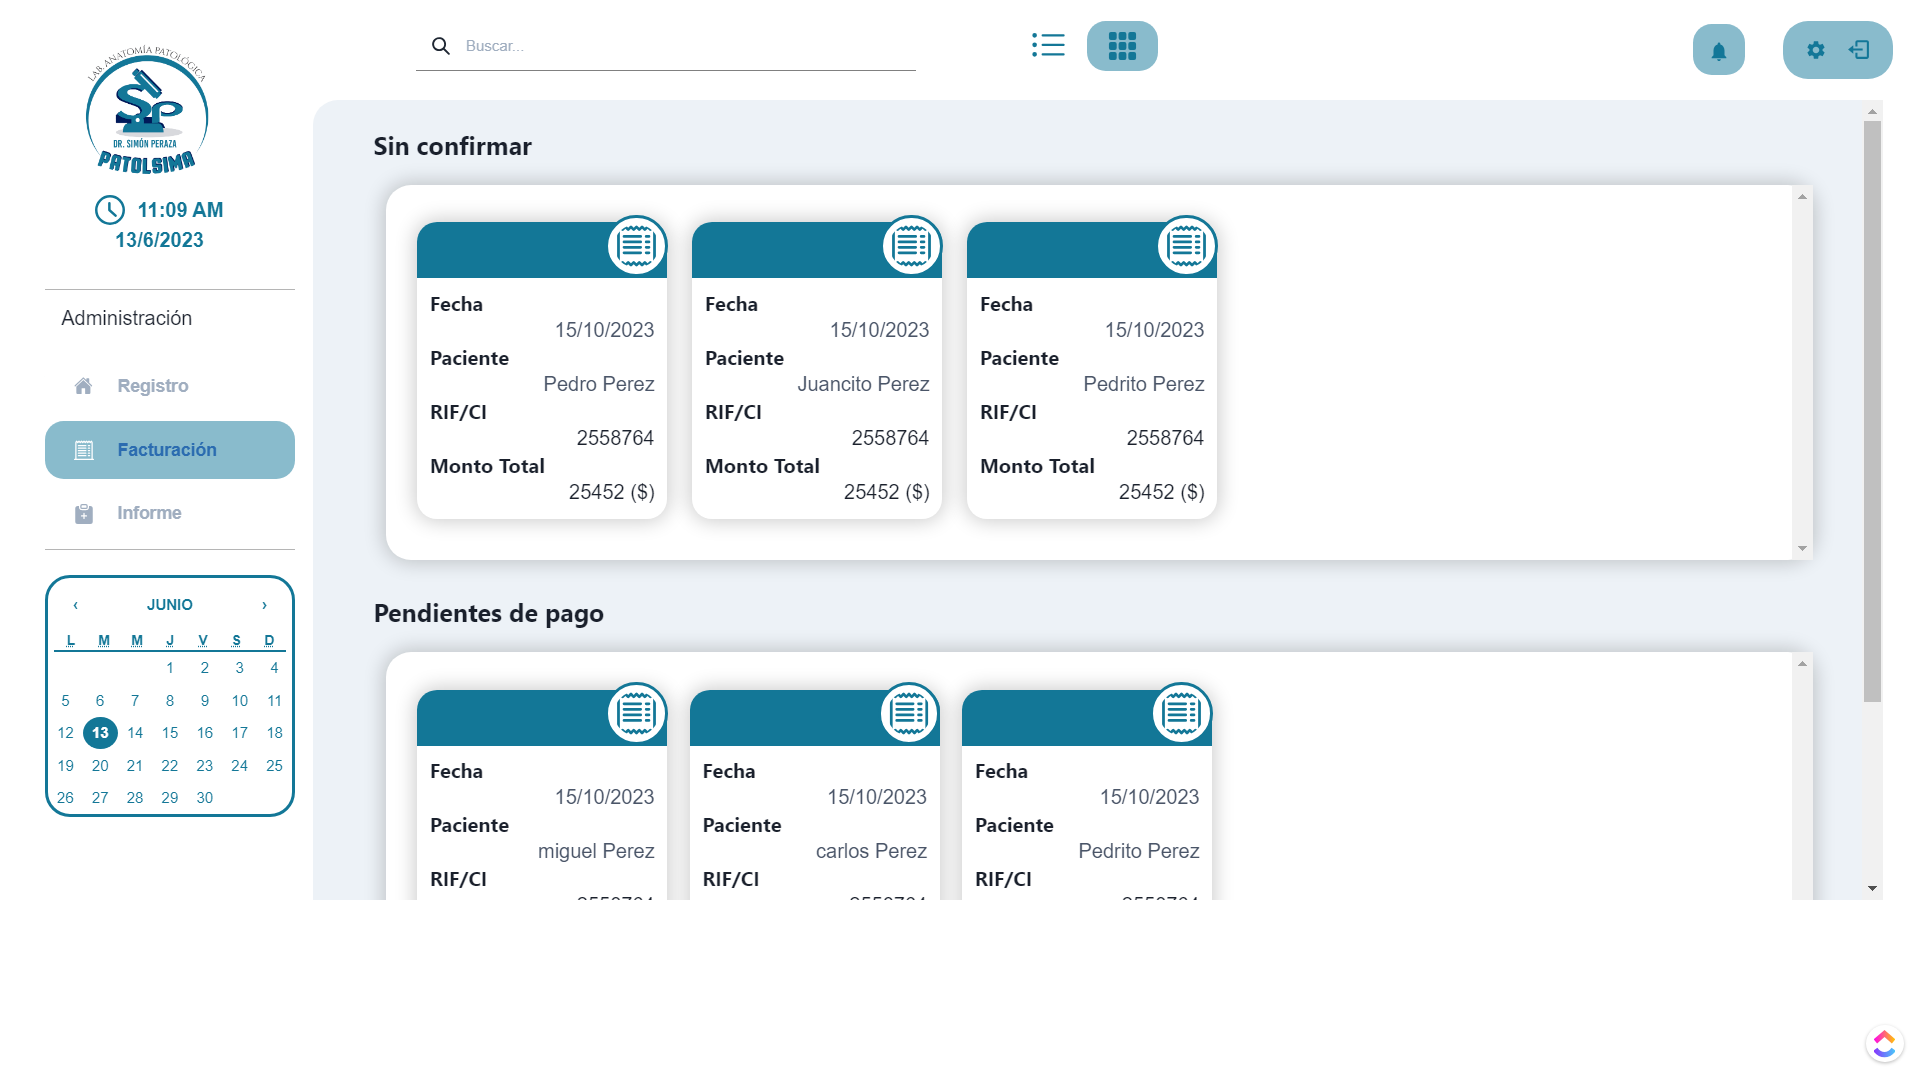 LAB. ANATOMÍA PATOLÓGICA
SP
DR. SIMÓN PERAZA
PATOLSIMA
11:09 AM
13/6/2023
Administración
Registro
Facturación
Informe
‹ JUNIO ›
L M M J V S D
1 2 3 4
5 6 7 8 9 10 11
12 13 14 15 16 17 18
19 20 21 22 23 24 25
26 27 28 29 30
Buscar...
Sin confirmar
Fecha
15/10/2023
Paciente
Pedro Perez
RIF/CI
2558764
Monto Total
25452 ($)
Fecha
15/10/2023
Paciente
Juancito Perez
RIF/CI
2558764
Monto Total
25452 ($)
Fecha
15/10/2023
Paciente
Pedrito Perez
RIF/CI
2558764
Monto Total
25452 ($)
Pendientes de pago
Fecha
15/10/2023
Paciente
miguel Perez
RIF/CI
Fecha
15/10/2023
Paciente
carlos Perez
RIF/CI
Fecha
15/10/2023
Paciente
Pedrito Perez
RIF/CI